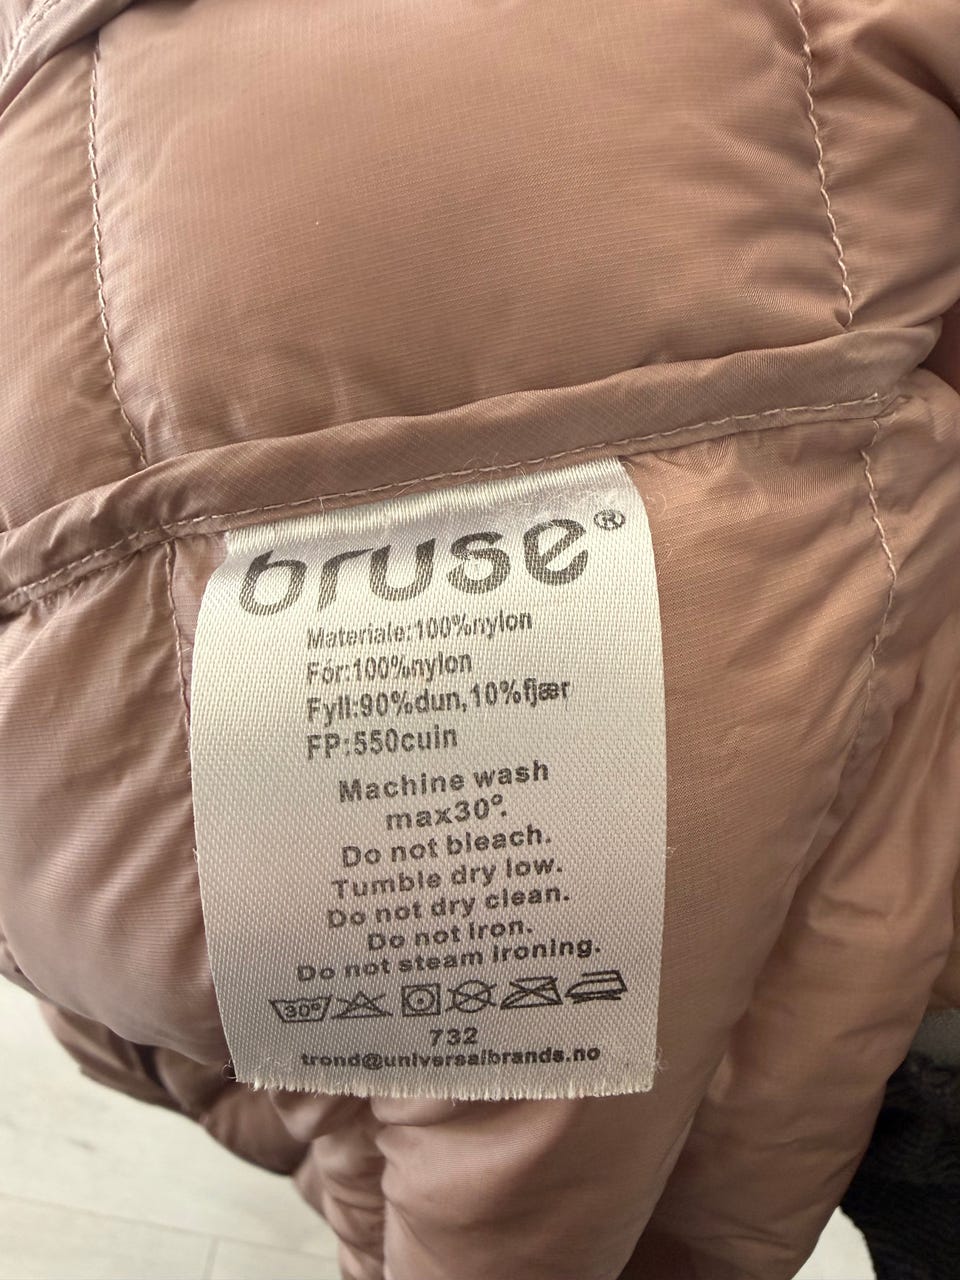 bruse®
Materiale:100%nylon
Fór:100%nylon
Fyll:90%dun,10%fjær
FP:550cuin
Machine wash
max30°.
Do not bleach.
Tumble dry low.
Do not dry clean.
Do not iron.
Do not steam ironing.
30°
732
trond@universalbrands.no